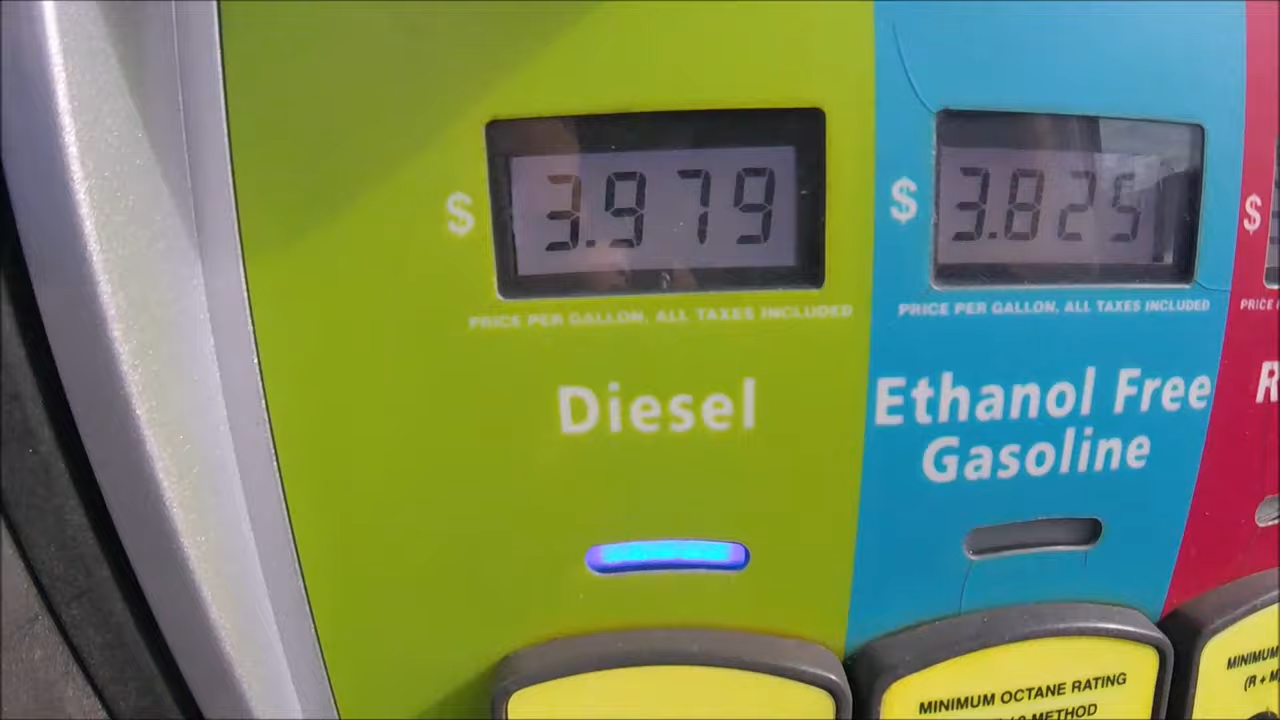 $ 3.979
PRICE PER GALLON, ALL TAXES INCLUDED
Diesel
$ 3.825
PRICE PER GALLON, ALL TAXES INCLUDED
Ethanol Free
Gasoline
MINIMUM OCTANE RATING
METHOD
$
PRICE
R
MINIMUM
(R + M